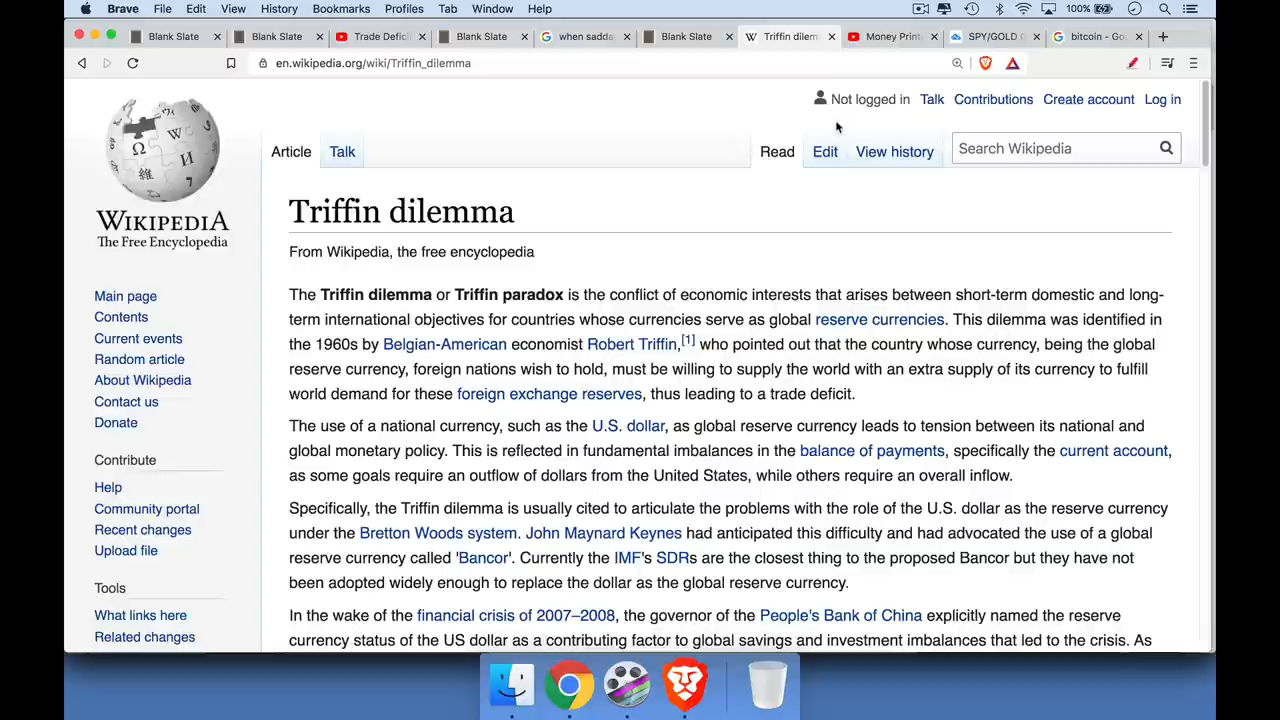 Brave File Edit View History Bookmarks Profiles Tab Window Help 100%
Blank Slate Blank Slate Trade Defici Blank Slate when sadda Blank Slate Triffin dilem Money Print SPY/GOLD bitcoin - Go
en.wikipedia.org/wiki/Triffin_dilemma
Not logged in Talk Contributions Create account Log in
Article Talk Read Edit View history Search Wikipedia
WIKIPEDIA
The Free Encyclopedia
Main page
Contents
Current events
Random article
About Wikipedia
Contact us
Donate
Contribute
Help
Community portal
Recent changes
Upload file
Tools
What links here
Related changes
Triffin dilemma
From Wikipedia, the free encyclopedia
The Triffin dilemma or Triffin paradox is the conflict of economic interests that arises between short-term domestic and long-
term international objectives for countries whose currencies serve as global reserve currencies. This dilemma was identified in
the 1960s by Belgian-American economist Robert Triffin,[1] who pointed out that the country whose currency, being the global
reserve currency, foreign nations wish to hold, must be willing to supply the world with an extra supply of its currency to fulfill
world demand for these foreign exchange reserves, thus leading to a trade deficit.
The use of a national currency, such as the U.S. dollar, as global reserve currency leads to tension between its national and
global monetary policy. This is reflected in fundamental imbalances in the balance of payments, specifically the current account,
as some goals require an outflow of dollars from the United States, while others require an overall inflow.
Specifically, the Triffin dilemma is usually cited to articulate the problems with the role of the U.S. dollar as the reserve currency
under the Bretton Woods system. John Maynard Keynes had anticipated this difficulty and had advocated the use of a global
reserve currency called 'Bancor'. Currently the IMF's SDRs are the closest thing to the proposed Bancor but they have not
been adopted widely enough to replace the dollar as the global reserve currency.
In the wake of the financial crisis of 2007–2008, the governor of the People's Bank of China explicitly named the reserve
currency status of the US dollar as a contributing factor to global savings and investment imbalances that led to the crisis. As